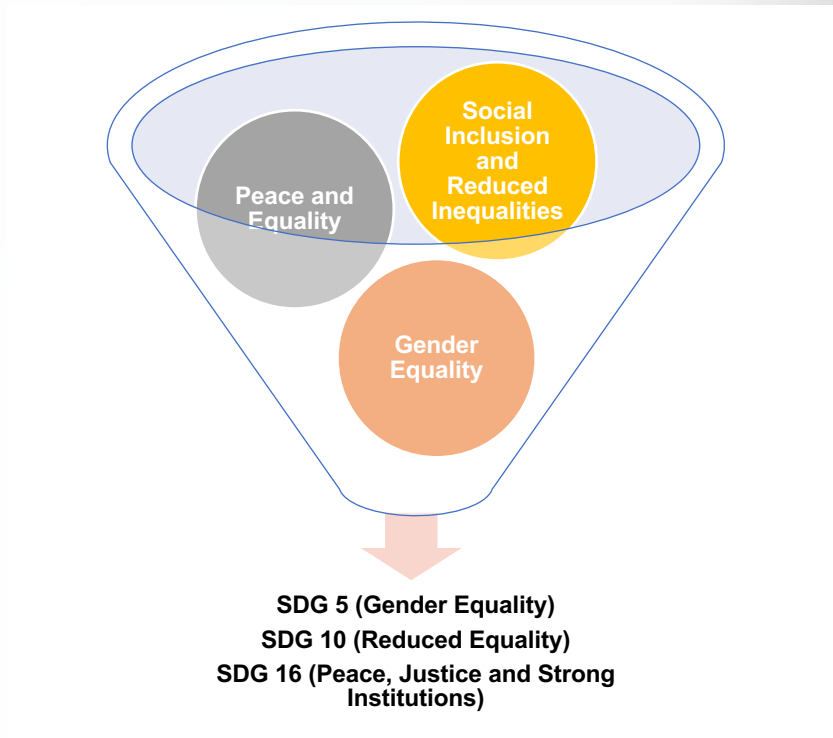 Social
Inclusion
and
Reduced
Inequalities
Peace and
Equality
Gender
Equality
SDG 5 (Gender Equality)
SDG 10 (Reduced Equality)
SDG 16 (Peace, Justice and Strong
Institutions)